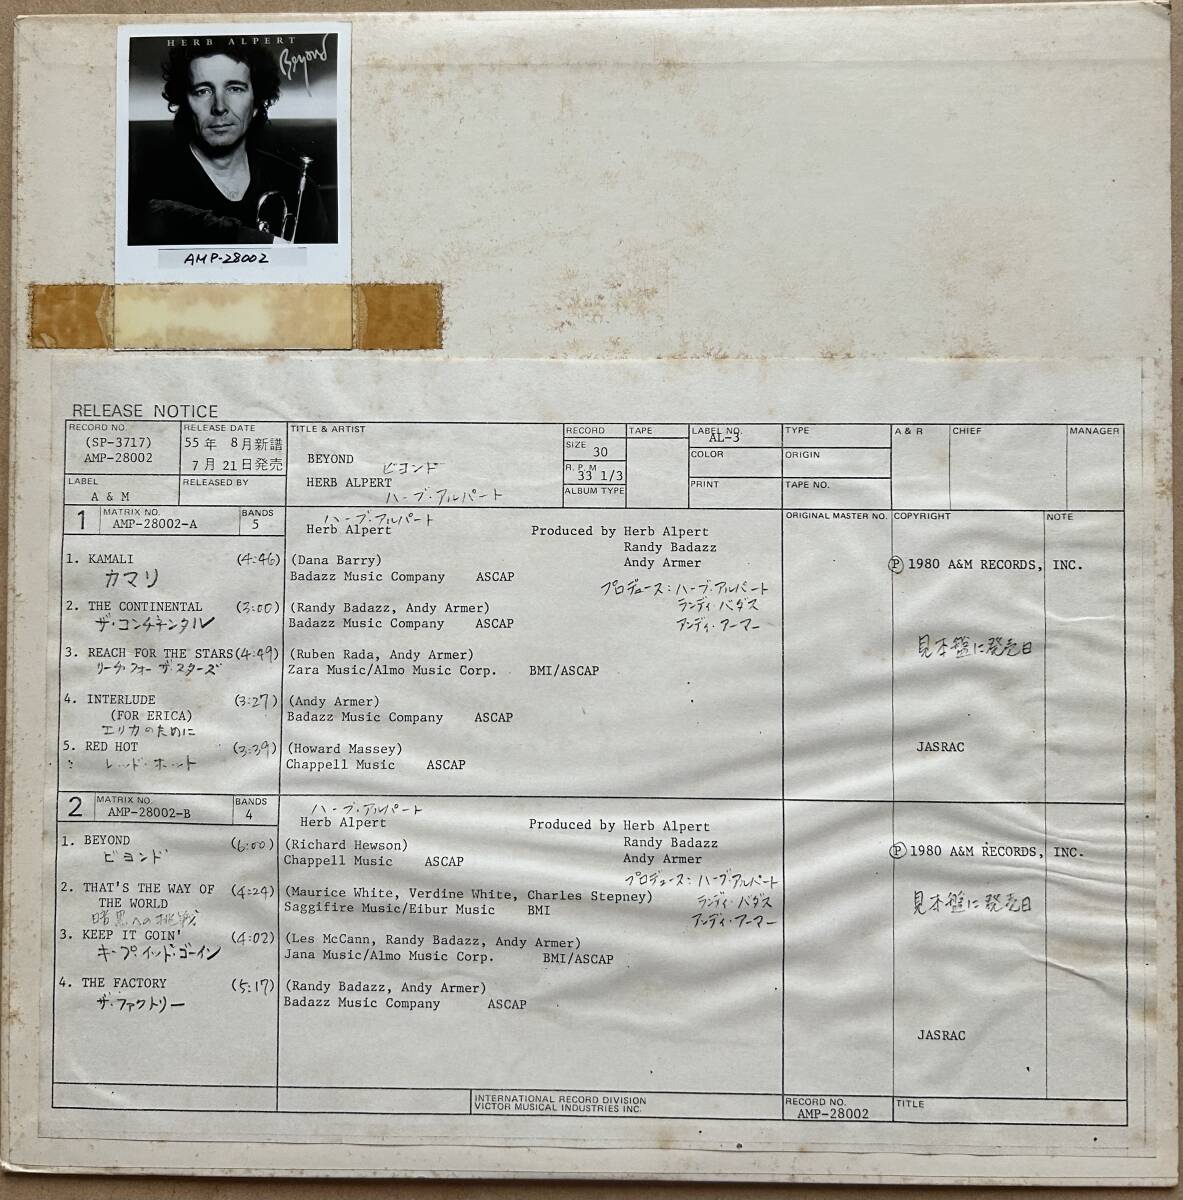 HERB ALPERT
Beyond
AMP-28002
RELEASE NOTICE
RECORD NO.
(SP-3717)
AMP-28002
RELEASE DATE
55年 8月新譜
7月21日発売
TITLE & ARTIST
BEYOND
ビヨンド
HERB ALPERT
ハーブ・アルパート
RECORD
SIZE 30
R.P.M
33 1/3
ALBUM TYPE
TAPE
LABEL NO.
AL-3
COLOR
PRINT
TYPE
ORIGIN
TAPE NO.
A & R
CHIEF
MANAGER
LABEL
A & M
RELEASED BY
1
MATRIX NO.
AMP-28002-A
BANDS
5
ハーブ・アルパート
Herb Alpert
Produced by Herb Alpert
Randy Badazz
Andy Armer
プロデュース:ハーブ・アルパート
ランディ・バダス
アンディ・アーマー
ORIGINAL MASTER NO.
COPYRIGHT
NOTE
Ⓟ 1980 A&M RECORDS, INC.
見本盤に発売日
JASRAC
1. KAMALI (4:46) (Dana Barry)
カマリ Badazz Music Company ASCAP
2. THE CONTINENTAL (3:00) (Randy Badazz, Andy Armer)
ザ・コンチネンタル Badazz Music Company ASCAP
3. REACH FOR THE STARS (4:49) (Ruben Rada, Andy Armer)
リーチ・フォー・ザ・スターズ Zara Music/Almo Music Corp. BMI/ASCAP
4. INTERLUDE (3:27) (Andy Armer)
(FOR ERICA) Badazz Music Company ASCAP
エリカのために
5. RED HOT (3:39) (Howard Massey)
レッド・ホット Chappell Music ASCAP
2
MATRIX NO.
AMP-28002-B
BANDS
4
ハーブ・アルパート
Herb Alpert
Produced by Herb Alpert
Randy Badazz
Andy Armer
プロデュース:ハーブ・アルパート
ランディ・バダス
アンディ・アーマー
Ⓟ 1980 A&M RECORDS, INC.
見本盤に発売日
JASRAC
1. BEYOND (6:00) (Richard Hewson)
ビヨンド Chappell Music ASCAP
2. THAT'S THE WAY OF (4:24) (Maurice White, Verdine White, Charles Stepney)
THE WORLD Saggifire Music/Eibur Music BMI
暗黒への挑戦
3. KEEP IT GOIN' (4:02) (Les McCann, Randy Badazz, Andy Armer)
キープ・イット・ゴーイン Jana Music/Almo Music Corp. BMI/ASCAP
4. THE FACTORY (5:17) (Randy Badazz, Andy Armer)
ザ・ファクトリー Badazz Music Company ASCAP
INTERNATIONAL RECORD DIVISION
VICTOR MUSICAL INDUSTRIES INC.
RECORD NO.
AMP-28002
TITLE